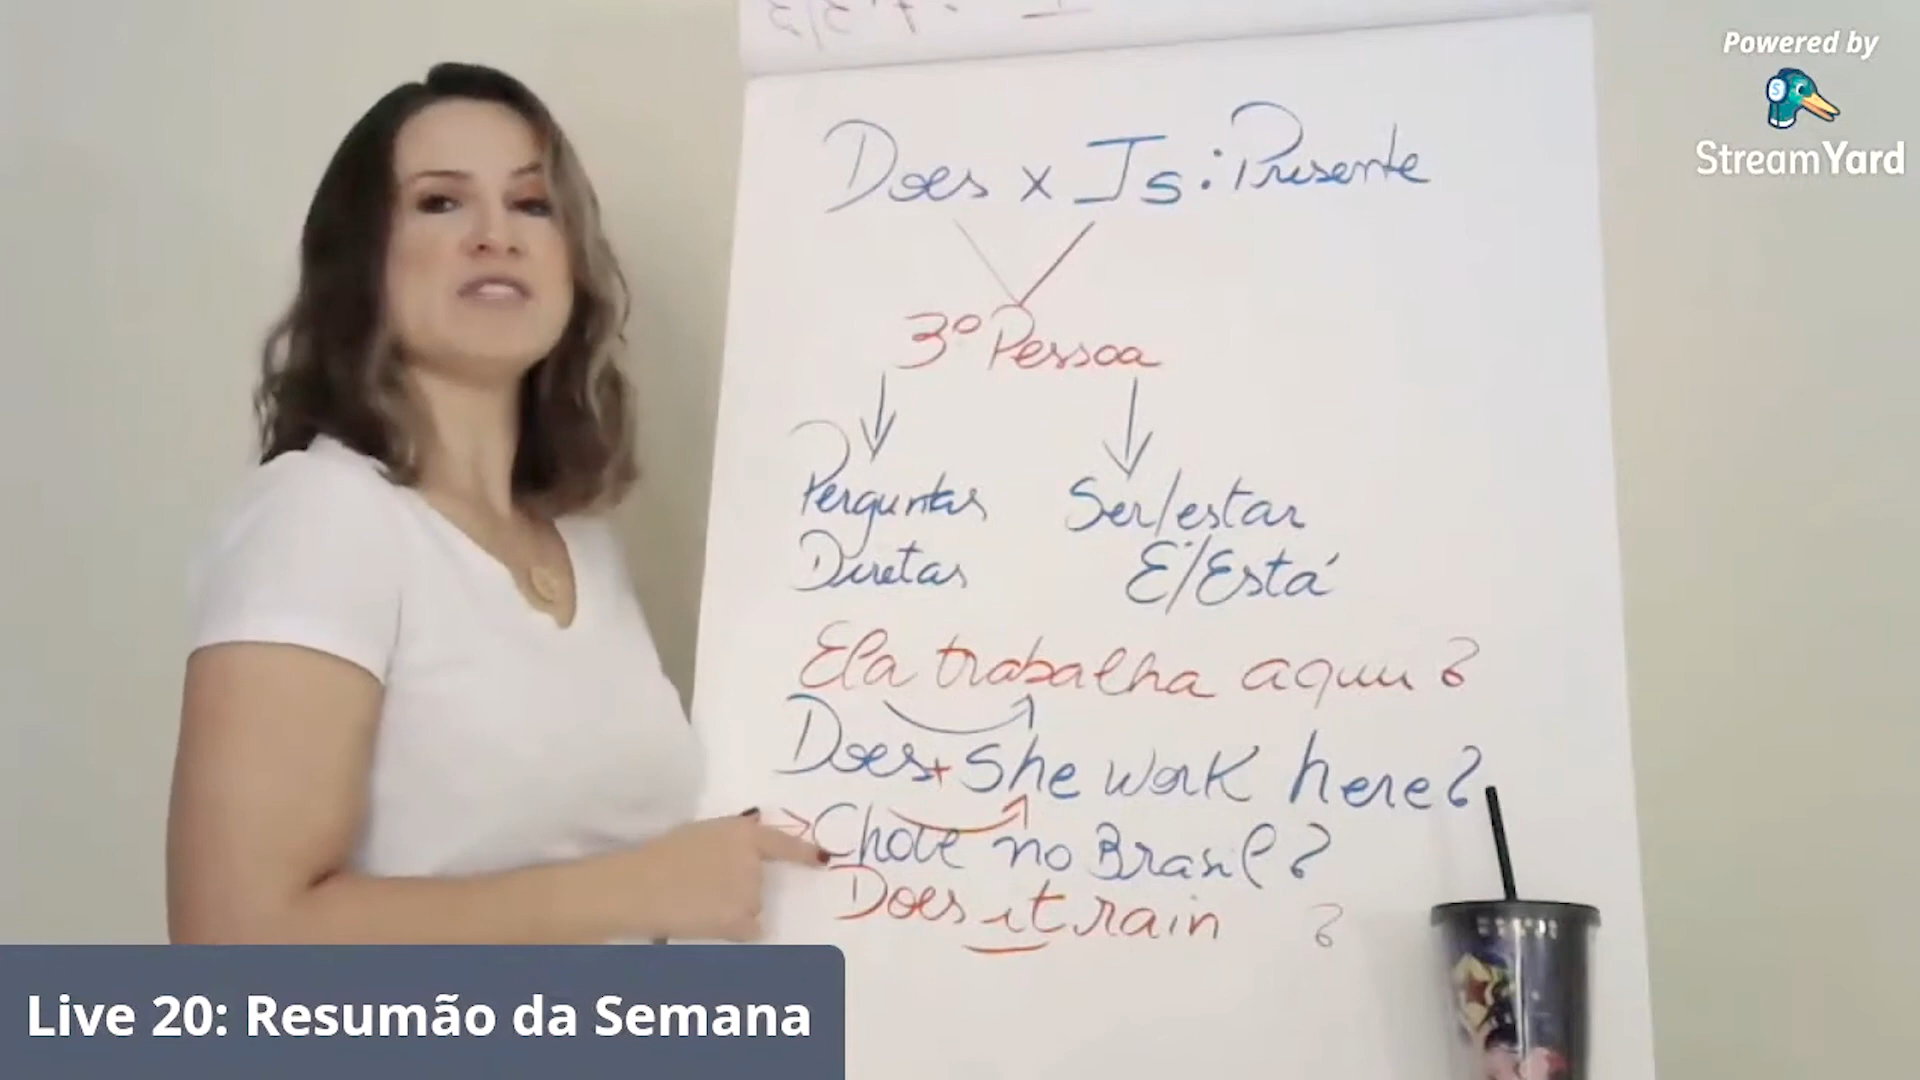 Powered by
StreamYard
Does x Is: Presente
3º Pessoa
Perguntas Ser/estar
Diretas É/Está
Ela trabalha aqui?
Does + she work here?
Chove no Brasil?
Does it rain ?
Live 20: Resumão da Semana